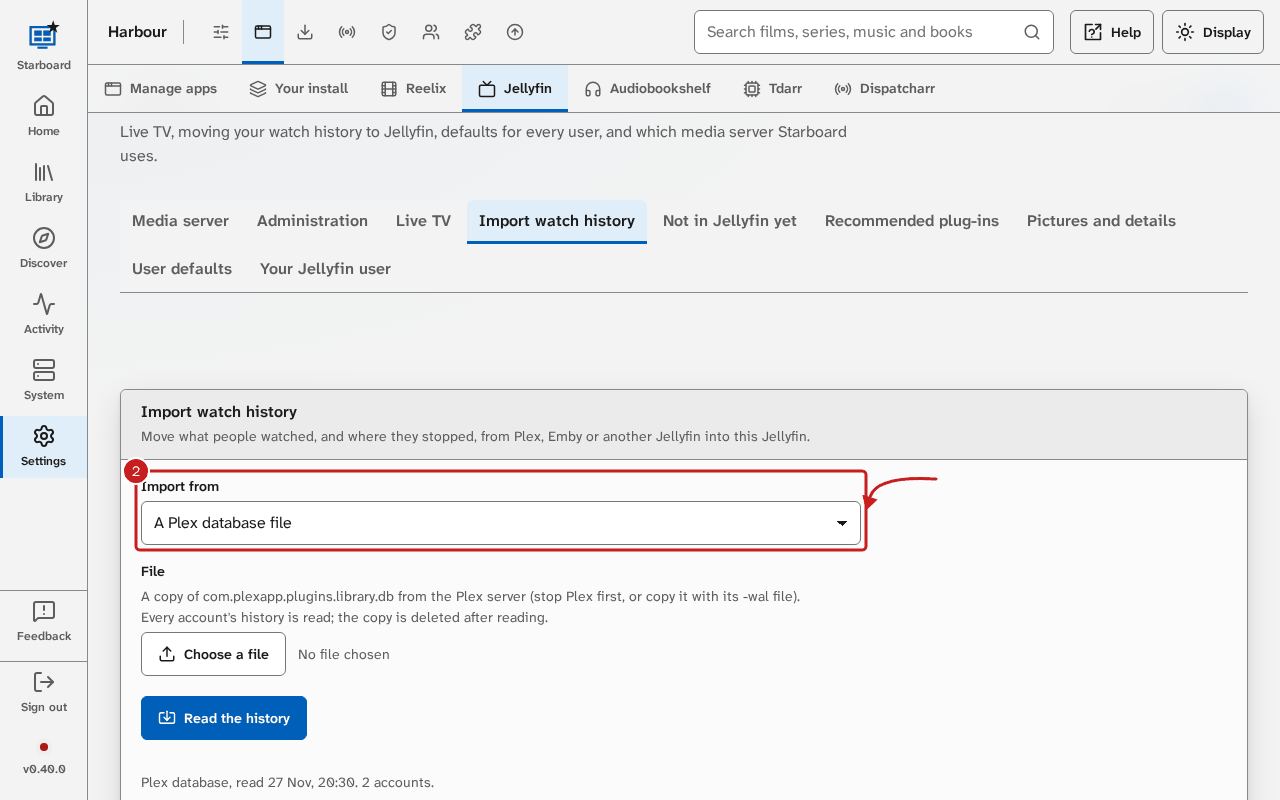 Starboard
Home
Library
Discover
Activity
System
Settings
Feedback
Sign out
v0.40.0
Harbour
Search films, series, music and books
Help
Display
Manage apps
Your install
Reelix
Jellyfin
Audiobookshelf
Tdarr
Dispatcharr
Live TV, moving your watch history to Jellyfin, defaults for every user, and which media server Starboard
uses.
Media server
Administration
Live TV
Import watch history
Not in Jellyfin yet
Recommended plug-ins
Pictures and details
User defaults
Your Jellyfin user
Import watch history
Move what people watched, and where they stopped, from Plex, Emby or another Jellyfin into this Jellyfin.
2
Import from
A Plex database file
File
A copy of com.plexapp.plugins.library.db from the Plex server (stop Plex first, or copy it with its -wal file).
Every account's history is read; the copy is deleted after reading.
Choose a file
No file chosen
Read the history
Plex database, read 27 Nov, 20:30. 2 accounts.